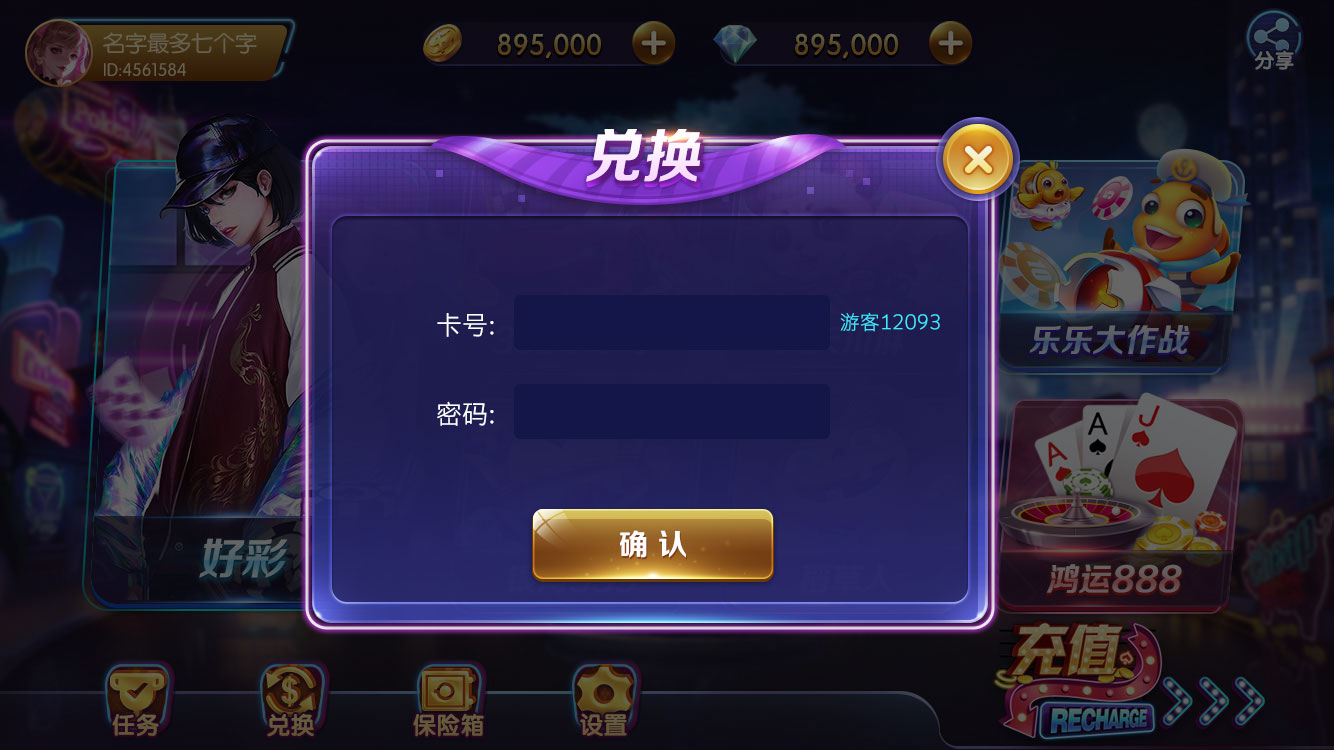 名字最多七个字
ID:4561584
895,000
895,000
分享
兑换
卡号:
游客12093
密码:
确认
好彩
乐乐大作战
A
A
J
鸿运888
充值
RECHARGE
任务
兑换
保险箱
设置